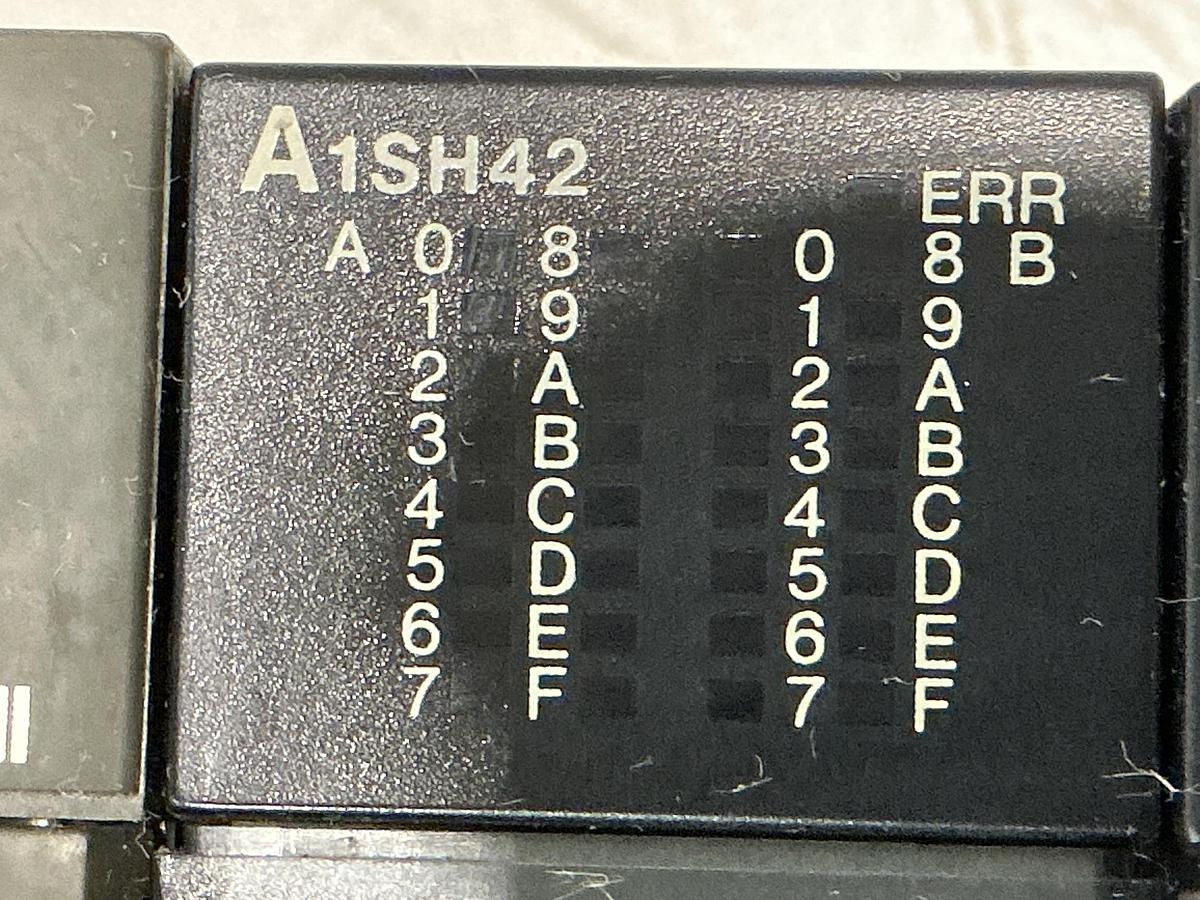 A1SH42
ERR
A 0 8 0 8 B
1 9 1 9
2 A 2 A
3 B 3 B
4 C 4 C
5 D 5 D
6 E 6 E
7 F 7 F